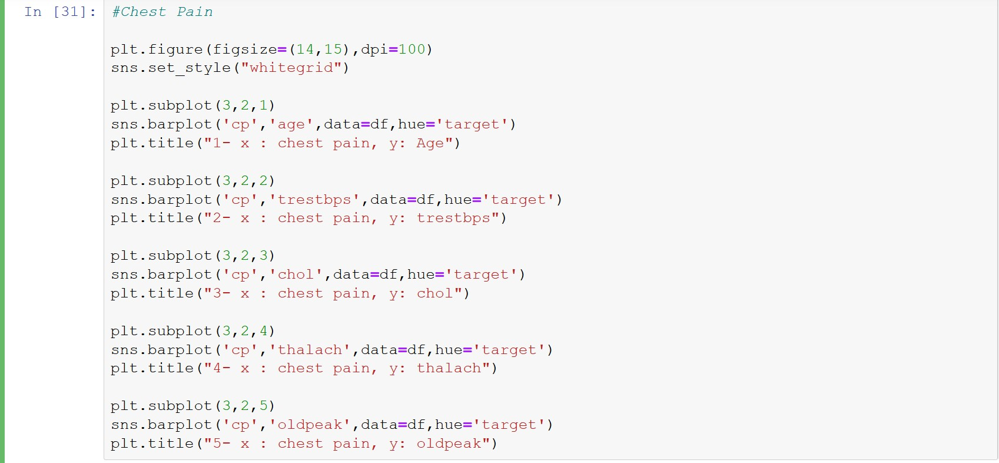 In [31]: #Chest Pain
plt.figure(figsize=(14,15),dpi=100)
sns.set_style("whitegrid")
plt.subplot(3,2,1)
sns.barplot('cp','age',data=df,hue='target')
plt.title("1- x : chest pain, y: Age")
plt.subplot(3,2,2)
sns.barplot('cp','trestbps',data=df,hue='target')
plt.title("2- x : chest pain, y: trestbps")
plt.subplot(3,2,3)
sns.barplot('cp','chol',data=df,hue='target')
plt.title("3- x : chest pain, y: chol")
plt.subplot(3,2,4)
sns.barplot('cp','thalach',data=df,hue='target')
plt.title("4- x : chest pain, y: thalach")
plt.subplot(3,2,5)
sns.barplot('cp','oldpeak',data=df,hue='target')
plt.title("5- x : chest pain, y: oldpeak")